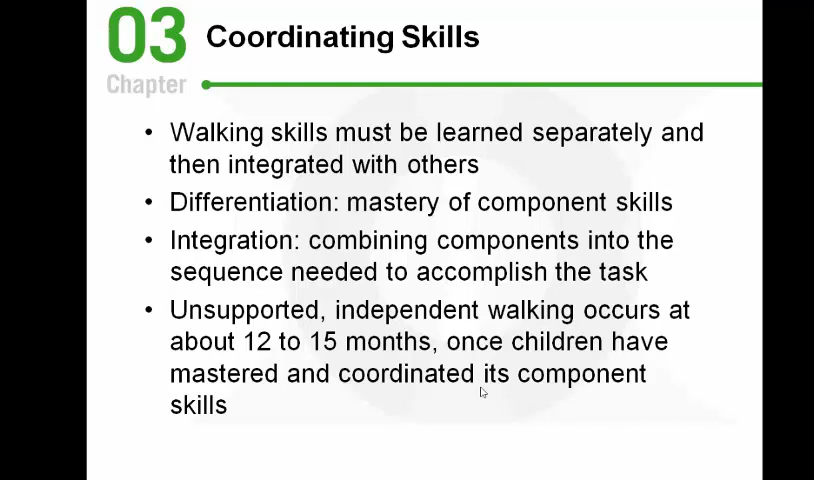 03
Chapter
Coordinating Skills
• Walking skills must be learned separately and
then integrated with others
• Differentiation: mastery of component skills
• Integration: combining components into the
sequence needed to accomplish the task
• Unsupported, independent walking occurs at
about 12 to 15 months, once children have
mastered and coordinated its component
skills